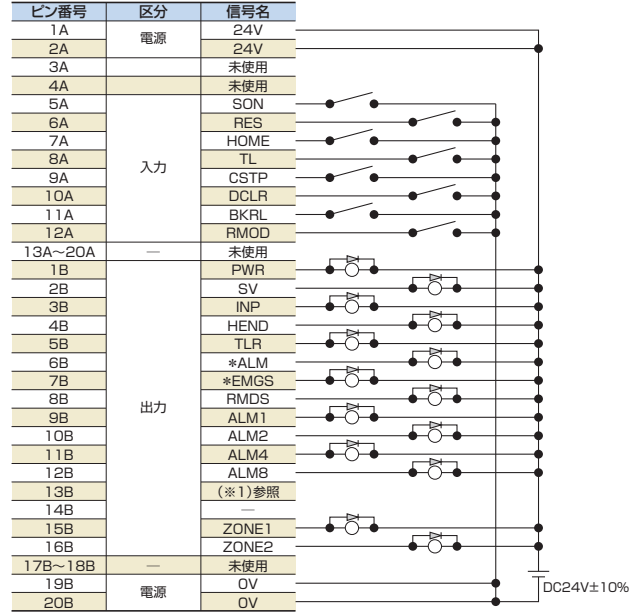 ピン番号 区分 信号名
1A 電源 24V
2A 24V
3A 未使用
4A 未使用
5A 入力 SON
6A RES
7A HOME
8A TL
9A CSTP
10A DCLR
11A BKRL
12A RMOD
13A～20A — 未使用
1B 出力 PWR
2B SV
3B INP
4B HEND
5B TLR
6B *ALM
7B *EMGS
8B RMDS
9B ALM1
10B ALM2
11B ALM4
12B ALM8
13B (※1)参照
14B —
15B ZONE1
16B ZONE2
17B～18B — 未使用
19B 電源 0V
20B 0V
DC24V±10%